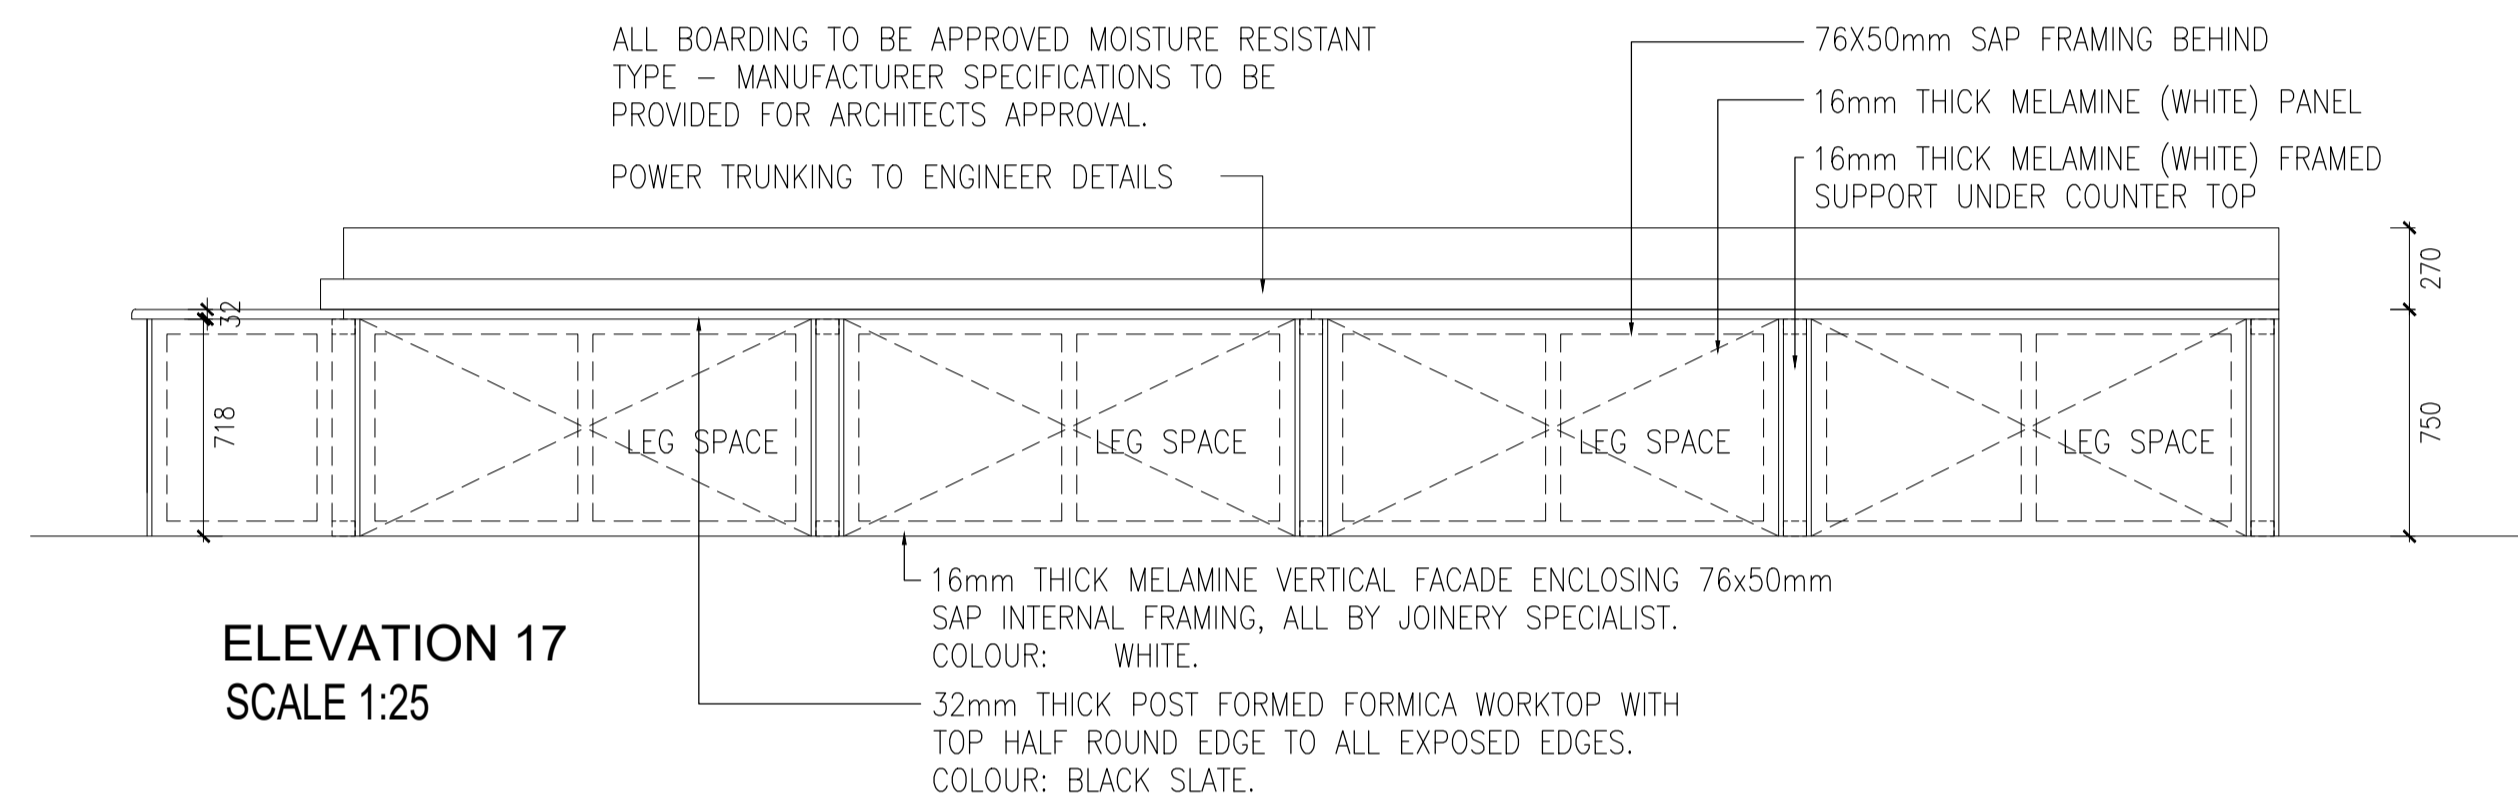 ALL BOARDING TO BE APPROVED MOISTURE RESISTANT
TYPE – MANUFACTURER SPECIFICATIONS TO BE
PROVIDED FOR ARCHITECTS APPROVAL.
POWER TRUNKING TO ENGINEER DETAILS
76X50mm SAP FRAMING BEHIND
16mm THICK MELAMINE (WHITE) PANEL
16mm THICK MELAMINE (WHITE) FRAMED
SUPPORT UNDER COUNTER TOP
270
32
718
LEG SPACE
LEG SPACE
LEG SPACE
LEG SPACE
750
16mm THICK MELAMINE VERTICAL FACADE ENCLOSING 76x50mm
SAP INTERNAL FRAMING, ALL BY JOINERY SPECIALIST.
COLOUR: WHITE.
32mm THICK POST FORMED FORMICA WORKTOP WITH
TOP HALF ROUND EDGE TO ALL EXPOSED EDGES.
COLOUR: BLACK SLATE.
ELEVATION 17
SCALE 1:25